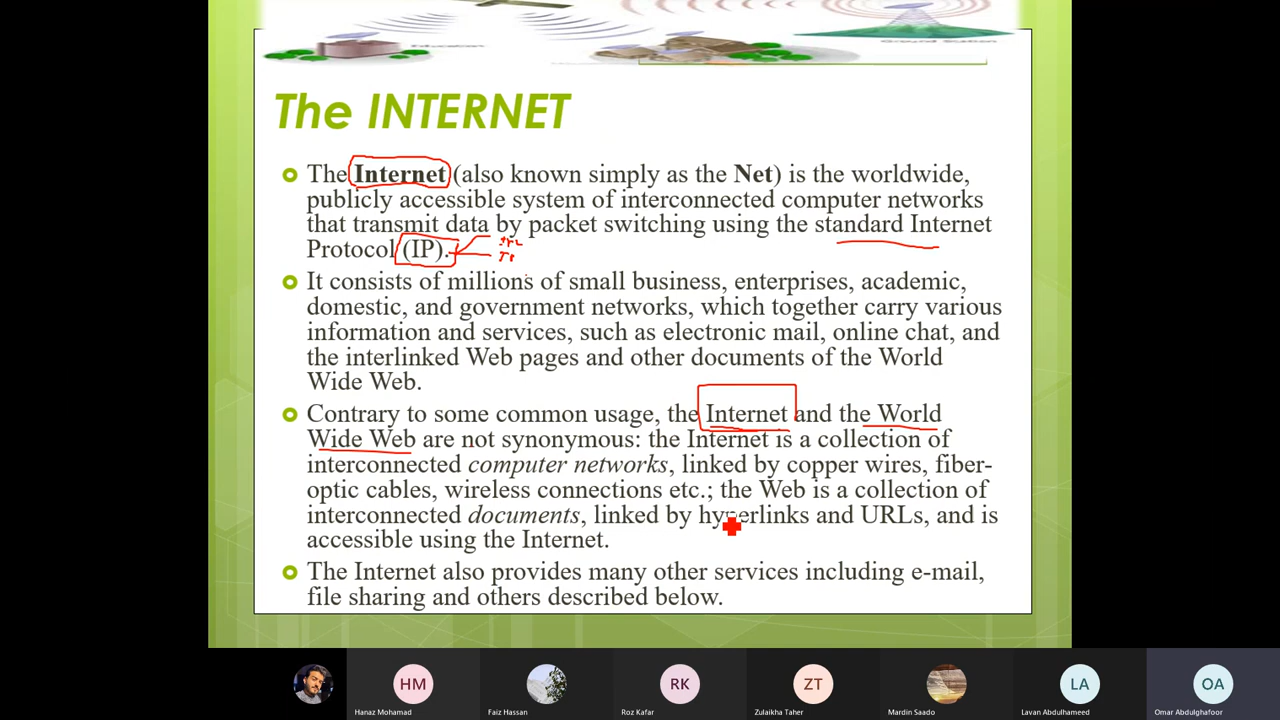 Education
Ground Station
The INTERNET
The Internet (also known simply as the Net) is the worldwide,
publicly accessible system of interconnected computer networks
that transmit data by packet switching using the standard Internet
Protocol (IP).
It consists of millions of small business, enterprises, academic,
domestic, and government networks, which together carry various
information and services, such as electronic mail, online chat, and
the interlinked Web pages and other documents of the World
Wide Web.
Contrary to some common usage, the Internet and the World
Wide Web are not synonymous: the Internet is a collection of
interconnected computer networks, linked by copper wires, fiber-
optic cables, wireless connections etc.; the Web is a collection of
interconnected documents, linked by hyperlinks and URLs, and is
accessible using the Internet.
The Internet also provides many other services including e-mail,
file sharing and others described below.
HM
RK
ZT
LA
OA
Hanaz Mohamad
Faiz Hassan
Roz Kafar
Zulaikha Taher
Mardin Saado
Lavan Abdulhameed
Omar Abdulghafoor